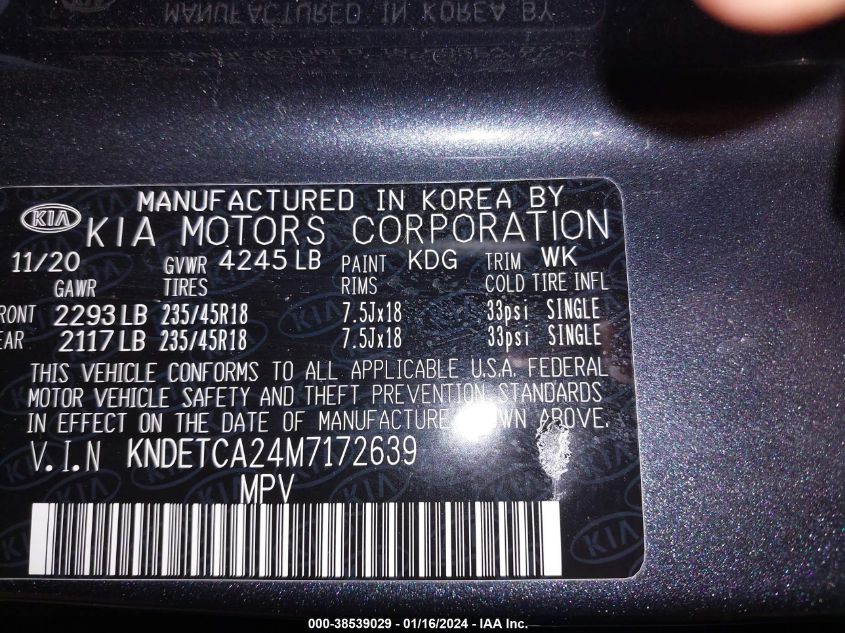 MANUFACTURED IN KOREA BY
MANUFACTURED IN KOREA BY
KIA KIA MOTORS CORPORATION
11/20 GVWR 4245 LB PAINT KDG TRIM WK
GAWR TIRES RIMS COLD TIRE INFL
RONT 2293 LB 235/45R18 7.5Jx18 33psi SINGLE
EAR 2117 LB 235/45R18 7.5Jx18 33psi SINGLE
THIS VEHICLE CONFORMS TO ALL APPLICABLE U.S.A. FEDERAL
MOTOR VEHICLE SAFETY AND THEFT PREVENTION STANDARDS
IN EFFECT ON THE DATE OF MANUFACTURE SHOWN ABOVE.
V.I.N KNDETCA24M7172639
MPV
KIA
000-38539029 - 01/16/2024 - IAA Inc.